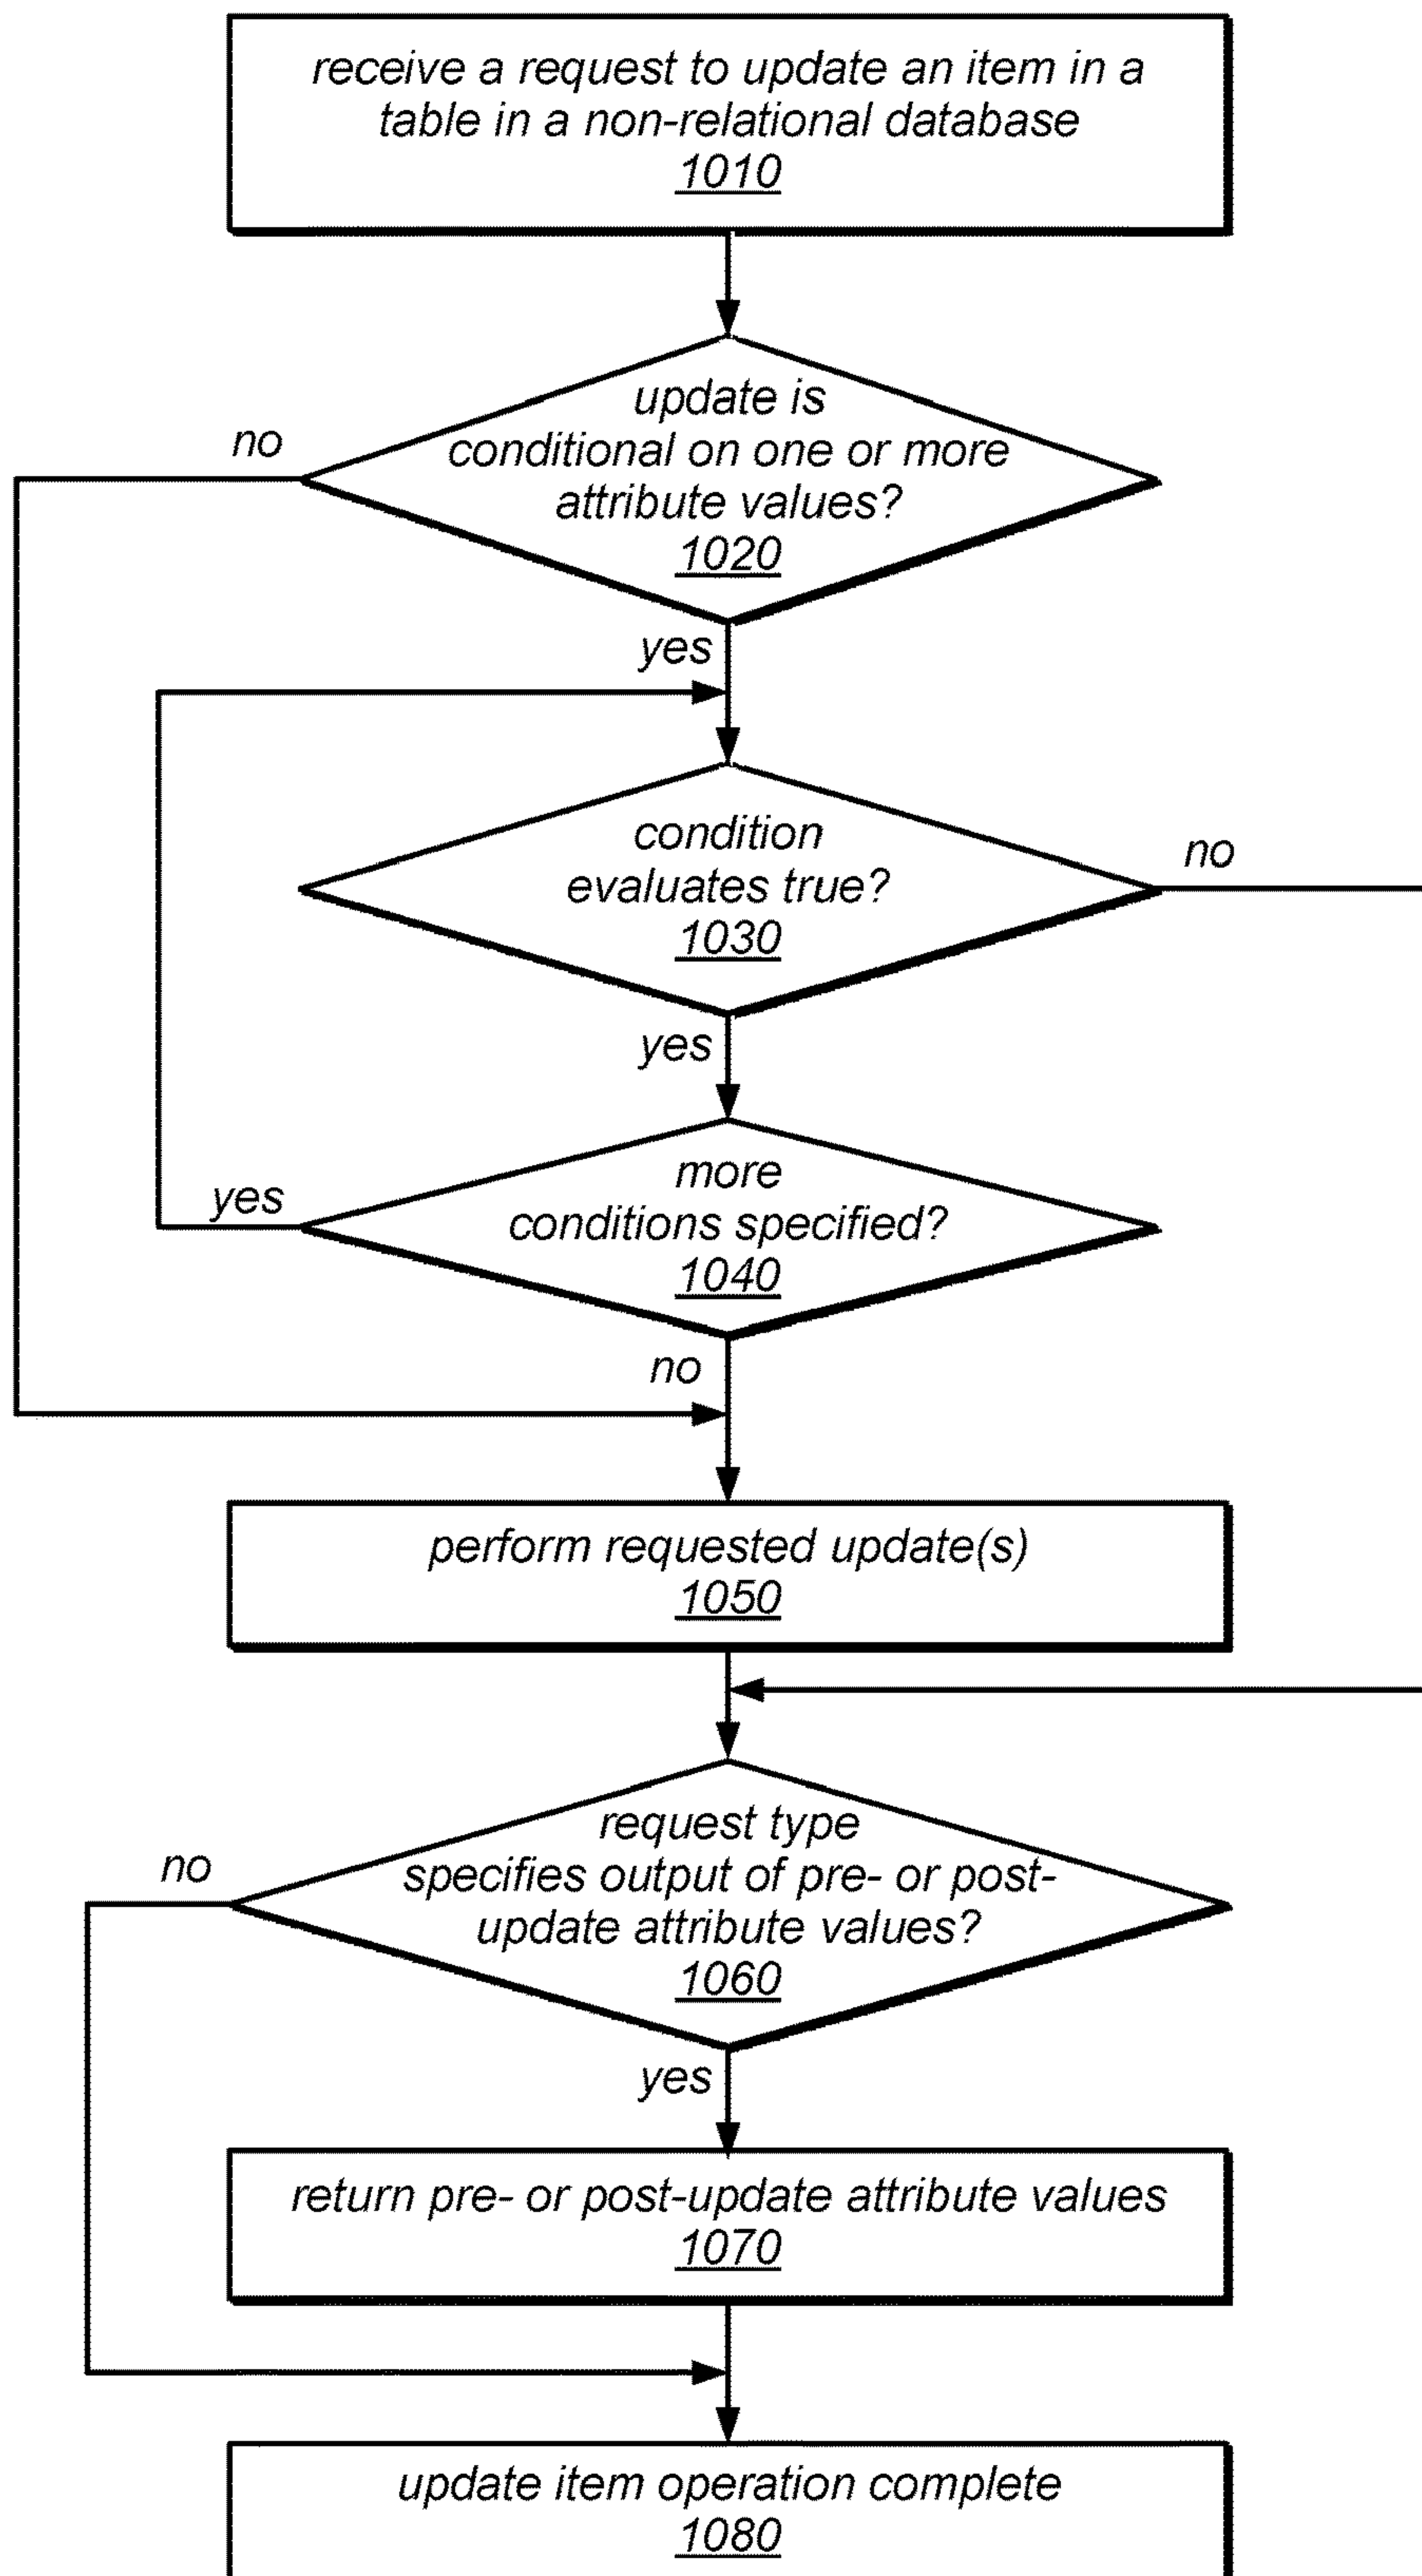 receive a request to update an item in a
table in a non-relational database
1010
update is
conditional on one or more
attribute values?
1020
no
yes
condition
evaluates true?
1030
no
yes
more
conditions specified?
1040
yes
no
perform requested update(s)
1050
request type
specifies output of pre- or post-
update attribute values?
1060
no
yes
return pre- or post-update attribute values
1070
update item operation complete
1080